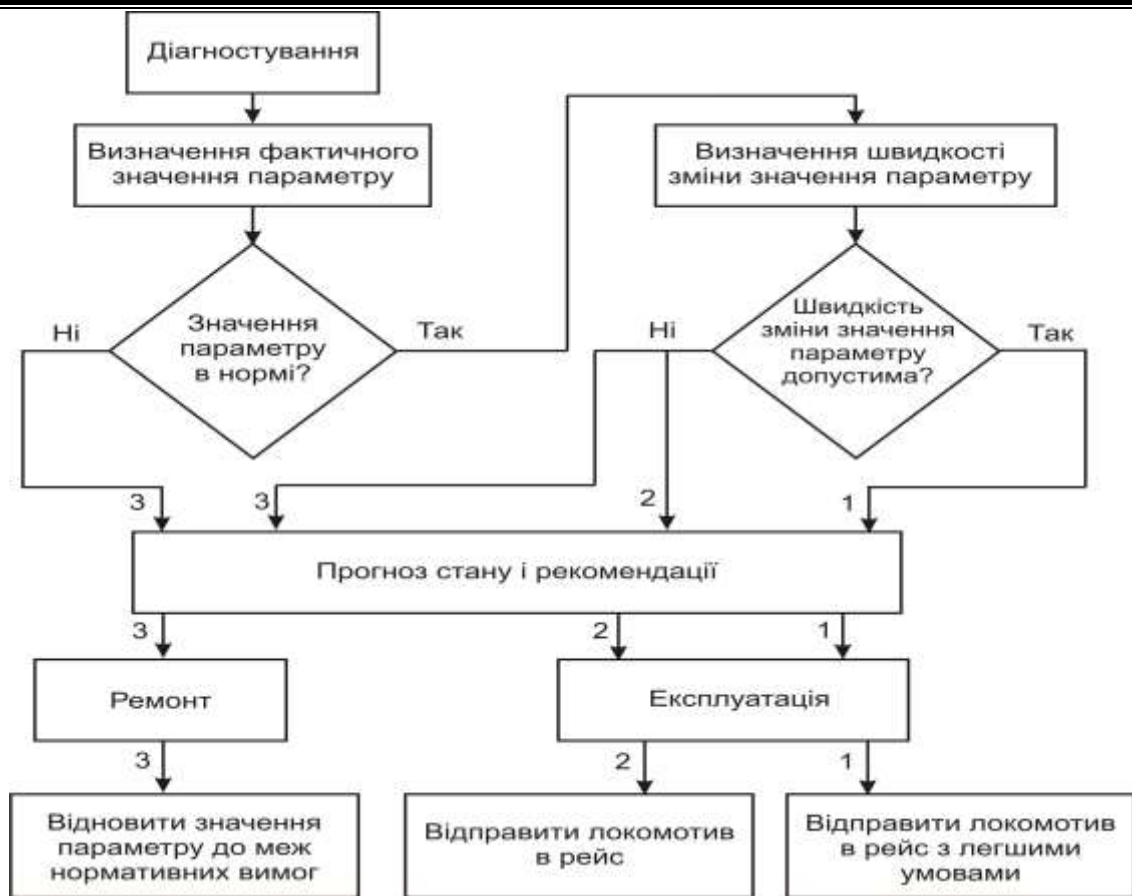 Діагностування
Визначення фактичного
значення параметру
Визначення швидкості
зміни значення параметру
Значення
параметру
в нормі?
Ні
Так
Швидкість
зміни значення
параметру
допустима?
Ні
Так
3
3
2
1
Прогноз стану і рекомендації
3
2
1
Ремонт
Експлуатація
3
2
1
Відновити значення
параметру до меж
нормативних вимог
Відправити локомотив
в рейс
Відправити локомотив
в рейс з легшими
умовами